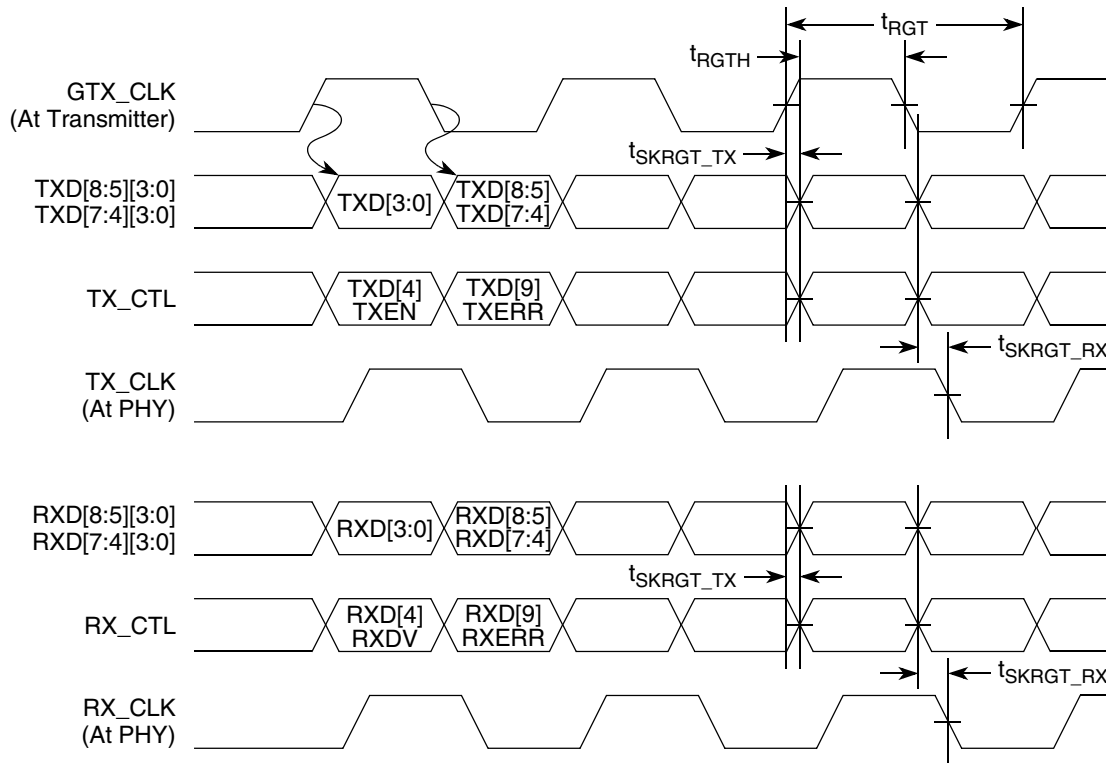 tRGT
tRGTH
GTX_CLK
(At Transmitter)
tSKRGT_TX
TXD[8:5][3:0]
TXD[7:4][3:0]
TXD[3:0]
TXD[8:5]
TXD[7:4]
TX_CTL
TXD[4]
TXEN
TXD[9]
TXERR
tSKRGT_RX
TX_CLK
(At PHY)
RXD[8:5][3:0]
RXD[7:4][3:0]
RXD[3:0]
RXD[8:5]
RXD[7:4]
tSKRGT_TX
RX_CTL
RXD[4]
RXDV
RXD[9]
RXERR
tSKRGT_RX
RX_CLK
(At PHY)